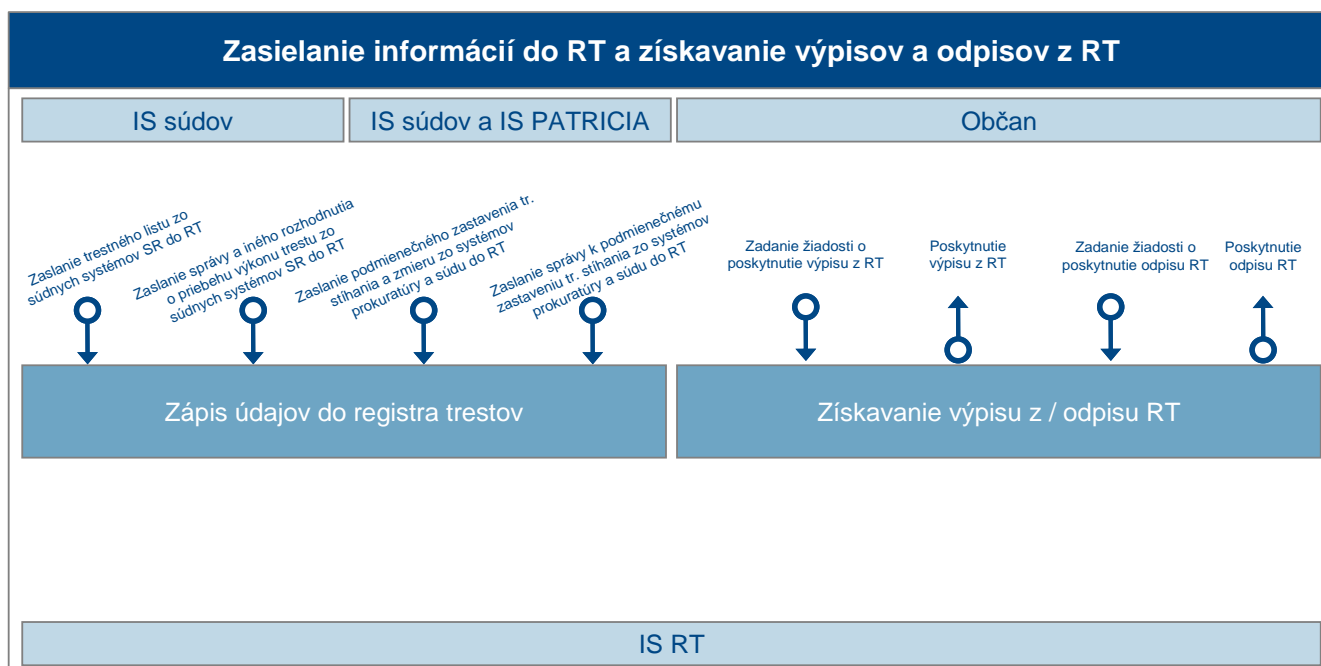 Zasielanie informácií do RT a získavanie výpisov a odpisov z RT
IS súdov
IS súdov a IS PATRICIA
Občan
Zaslanie trestného listu zo
súdnych systémov SR do RT
Zaslanie správy a iného rozhodnutia
o priebehu výkonu trestu zo
súdnych systémov SR do RT
Zaslanie podmienečného zastavenia tr.
stíhania a zmieru zo systémov
prokuratúry a súdu do RT
Zaslanie správy k podmienečnému
zastaveniu tr. stíhania zo systémov
prokuratúry a súdu do RT
Zadanie žiadosti o
poskytnutie výpisu z RT
Poskytnutie
výpisu z RT
Zadanie žiadosti o
poskytnutie odpisu RT
Poskytnutie
odpisu RT
Zápis údajov do registra trestov
Získavanie výpisu z / odpisu RT
IS RT